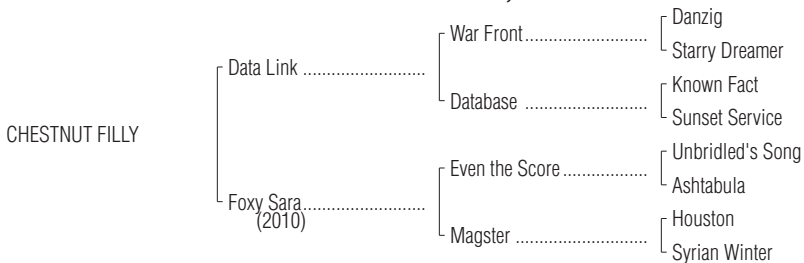 Danzig
War Front..........................
Starry Dreamer
Data Link ..........................
Known Fact
Database ..........................
Sunset Service
CHESTNUT FILLY
Unbridled's Song
Even the Score..................
Ashtabula
Foxy Sara..........................
(2010)
Houston
Magster ............................
Syrian Winter